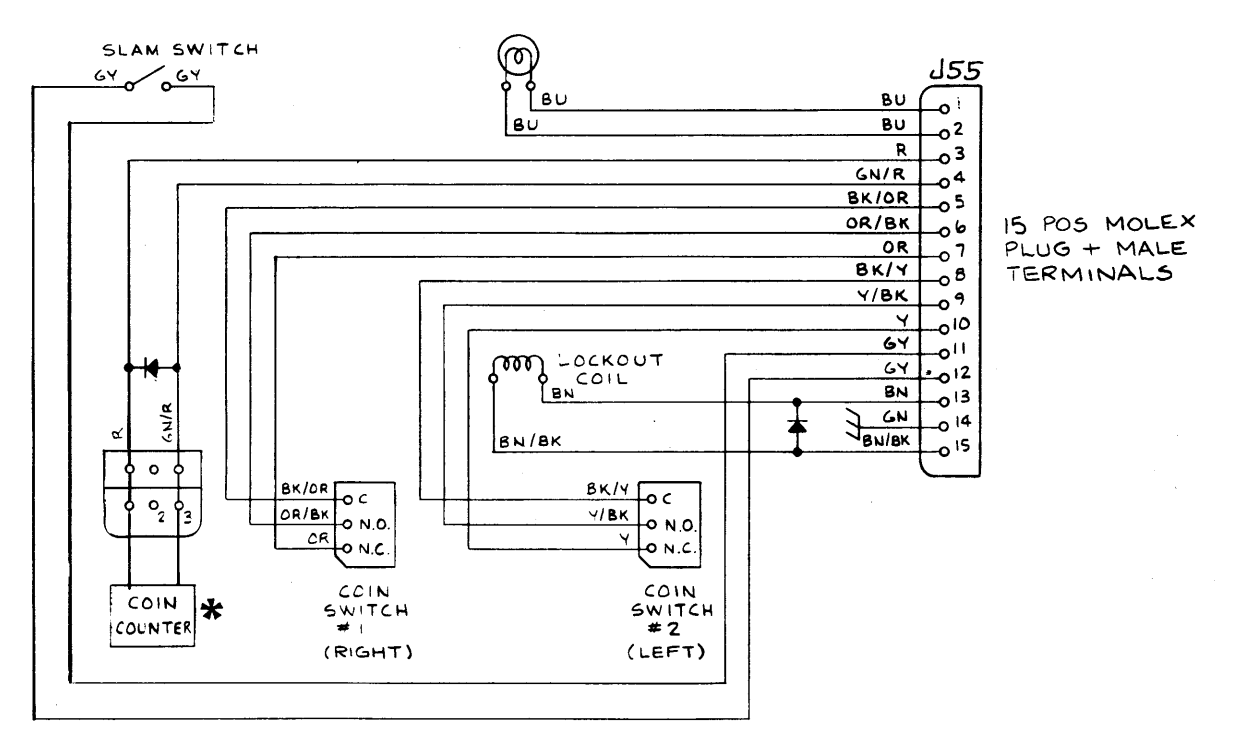 SLAM SWITCH
GY GY
J55
BU BU 1
BU BU 2
R 3
GN/R 4
BK/OR 5
OR/BK 6
OR 7
BK/Y 8
Y/BK 9
Y 10
GY 11
GY 12
BN 13
GN 14
BN/BK 15
15 POS MOLEX
PLUG + MALE
TERMINALS
LOCKOUT
COIL
BN
BN/BK
R GN/R
2 3
COIN
COUNTER *
BK/OR C
OR/BK N.O.
OR N.C.
COIN
SWITCH
#1
(RIGHT)
BK/Y C
Y/BK N.O.
Y N.C.
COIN
SWITCH
#2
(LEFT)